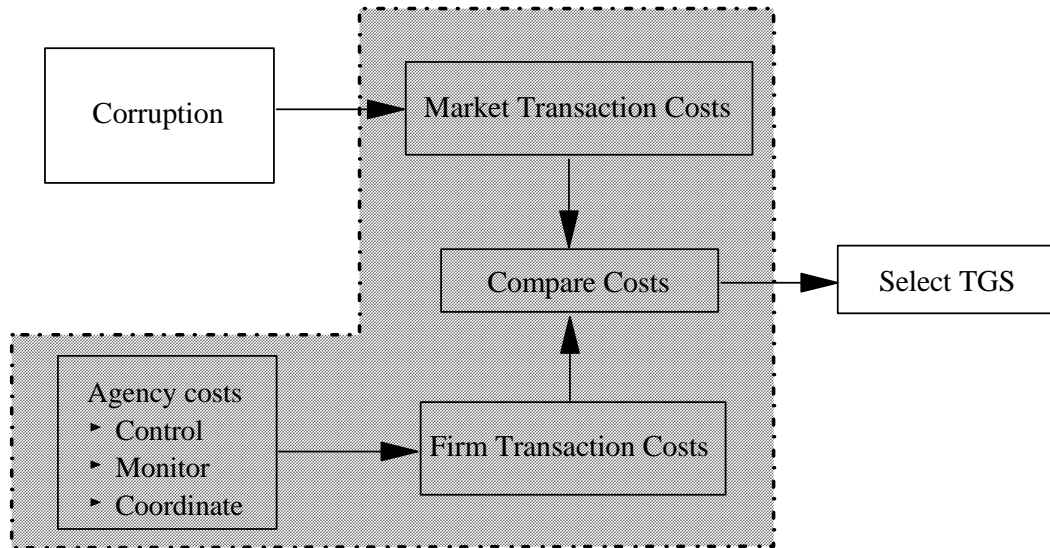 Corruption
Market Transaction Costs
Compare Costs
Select TGS
Agency costs
► Control
► Monitor
► Coordinate
Firm Transaction Costs